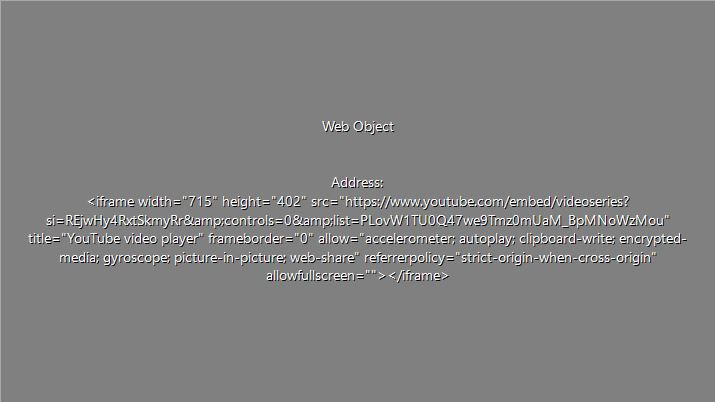 Web Object
Address:
<iframe width="715" height="402" src="https://www.youtube.com/embed/videoseries?
si=REjwHy4RxtSkmyRr&amp;controls=0&amp;list=PLovW1TU0Q47we9Tmz0mUaM_BpMNoWzMou"
title="YouTube video player" frameborder="0" allow="accelerometer; autoplay; clipboard-write; encrypted-
media; gyroscope; picture-in-picture; web-share" referrerpolicy="strict-origin-when-cross-origin"
allowfullscreen=""></iframe>